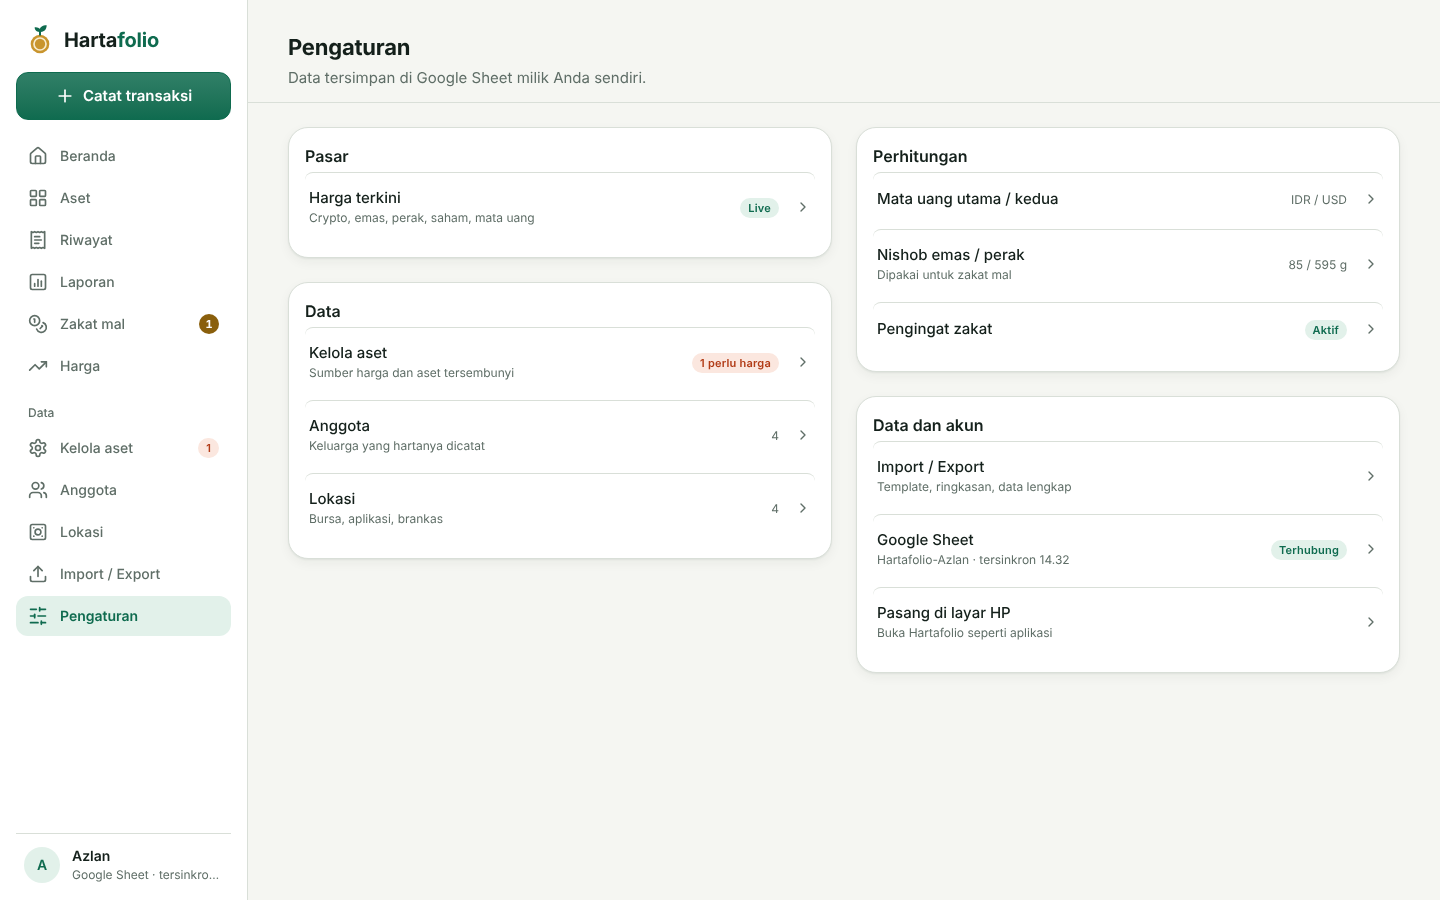 Hartafolio
Catat transaksi
Beranda
Aset
Riwayat
Laporan
Zakat mal 1
Harga
Data
Kelola aset 1
Anggota
Lokasi
Import / Export
Pengaturan
A
Azlan
Google Sheet · tersinkro...
Pengaturan
Data tersimpan di Google Sheet milik Anda sendiri.
Pasar
Harga terkini
Crypto, emas, perak, saham, mata uang
Live
Data
Kelola aset
Sumber harga dan aset tersembunyi
1 perlu harga
Anggota
Keluarga yang hartanya dicatat
4
Lokasi
Bursa, aplikasi, brankas
4
Perhitungan
Mata uang utama / kedua
IDR / USD
Nishob emas / perak
Dipakai untuk zakat mal
85 / 595 g
Pengingat zakat
Aktif
Data dan akun
Import / Export
Template, ringkasan, data lengkap
Google Sheet
Hartafolio-Azlan · tersinkron 14.32
Terhubung
Pasang di layar HP
Buka Hartafolio seperti aplikasi